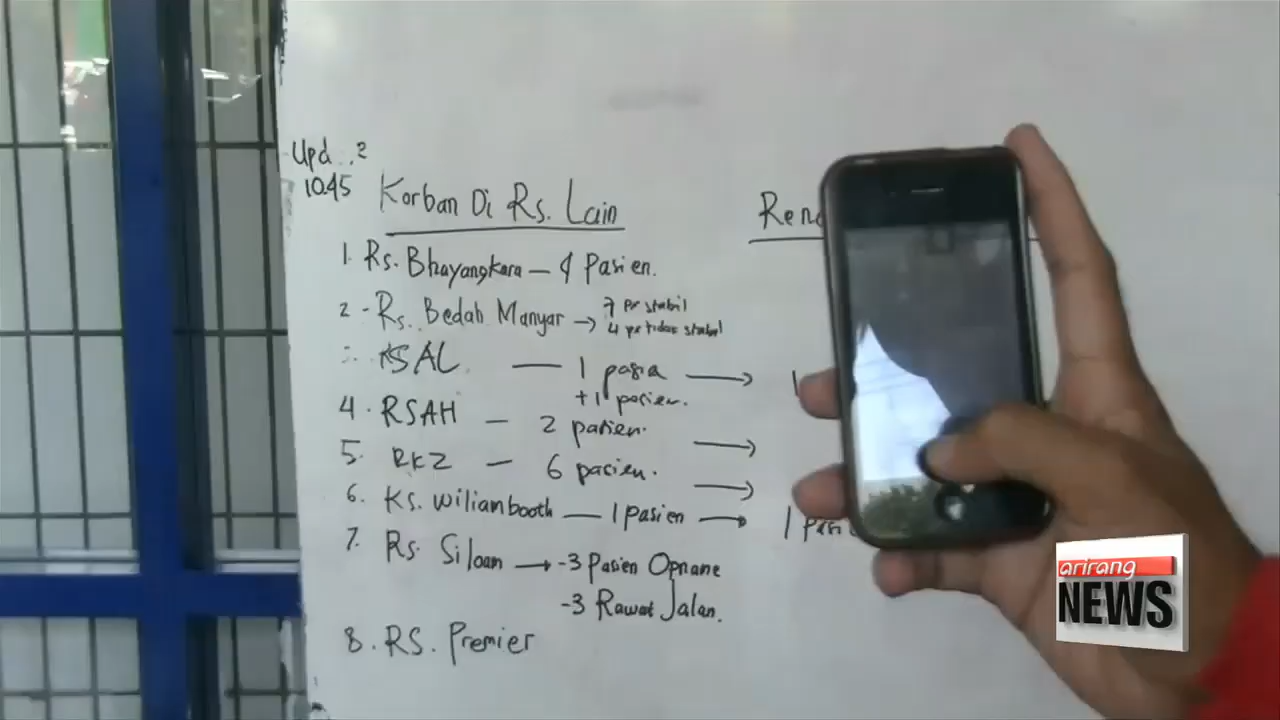 Upd
10.45
Korban Di Rs. Lain
1. Rs. Bhayangkara — 4 Pasien.
2 - Rs. Bedah Manyar → 7 Ps stabil
4 ps tidak stabil
RSAL — 1 pasien →
+1 pasien.
4. RSAH — 2 pasien. →
5. RKZ — 6 pasien. →
6. Rs. wilianbooth — 1 pasien → 1
7. Rs. Siloam → -3 Pasien Opname
-3 Rawat Jalan.
8. RS. Premier
arirang
NEWS